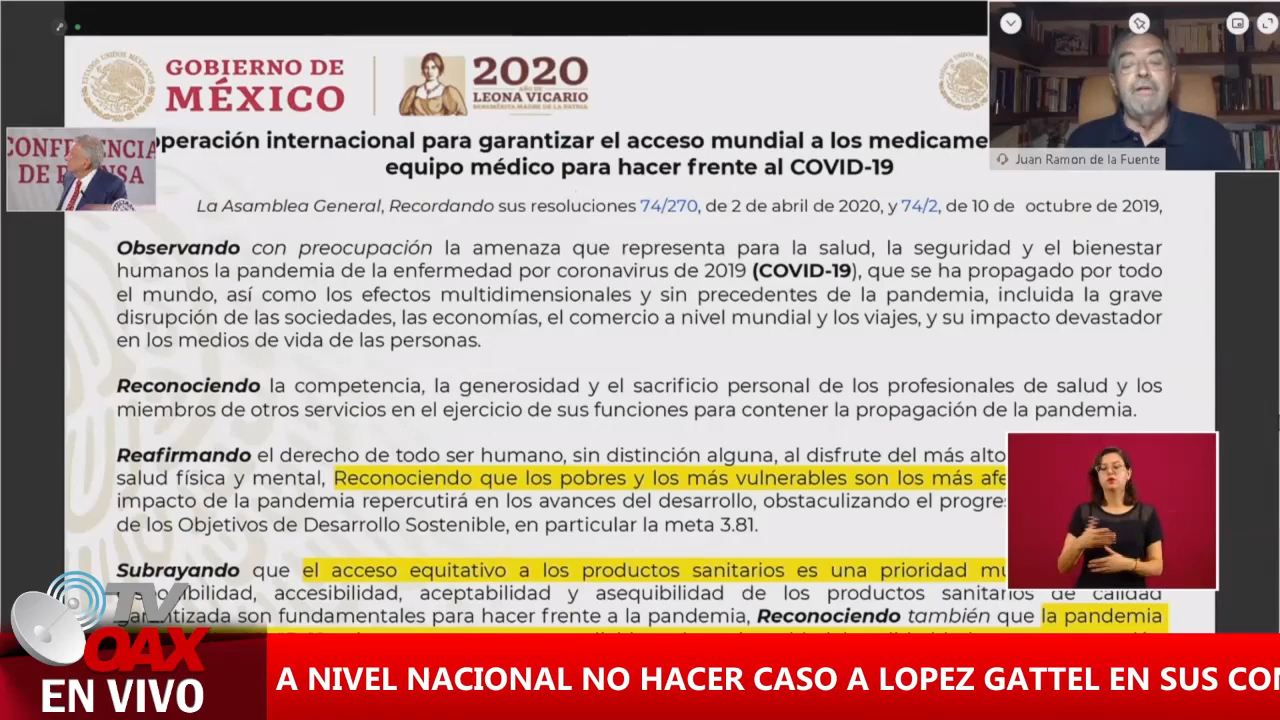 GOBIERNO DE
MÉXICO
2020
AÑO DE
LEONA VICARIO
BENEMÉRITA MADRE DE LA PATRIA
Juan Ramon de la Fuente
CONFERENCIA
DE PRENSA
operación internacional para garantizar el acceso mundial a los
equipo médico para hacer frente al COVID-19
La Asamblea General, Recordando sus resoluciones 74/270, de 2 de abril de 2020, y 74/2, de 10 de octubre de 2019,
Observando con preocupación la amenaza que representa para la salud, la seguridad y el bienestar
humanos la pandemia de la enfermedad por coronavirus de 2019 (COVID-19), que se ha propagado por todo
el mundo, así como los efectos multidimensionales y sin precedentes de la pandemia, incluida la grave
disrupción de las sociedades, las economías, el comercio a nivel mundial y los viajes, y su impacto devastador
en los medios de vida de las personas.
Reconociendo la competencia, la generosidad y el sacrificio personal de los profesionales de salud y los
miembros de otros servicios en el ejercicio de sus funciones para contener la propagación de la pandemia.
Reafirmando el derecho de todo ser humano, sin distinción alguna, al disfrute del más alto
salud física y mental, Reconociendo que los pobres y los más vulnerables son los más
impacto de la pandemia repercutirá en los avances del desarrollo, obstaculizando el
de los Objetivos de Desarrollo Sostenible, en particular la meta 3.81.
Subrayando que el acceso equitativo a los productos sanitarios es una prioridad
accesibilidad, aceptabilidad y asequibilidad de los productos sanitarios de calidad
garantizada son fundamentales para hacer frente a la pandemia, Reconociendo también que la pandemia
TV
OAX
EN VIVO
A NIVEL NACIONAL NO HACER CASO A LOPEZ GATTEL EN SUS CON